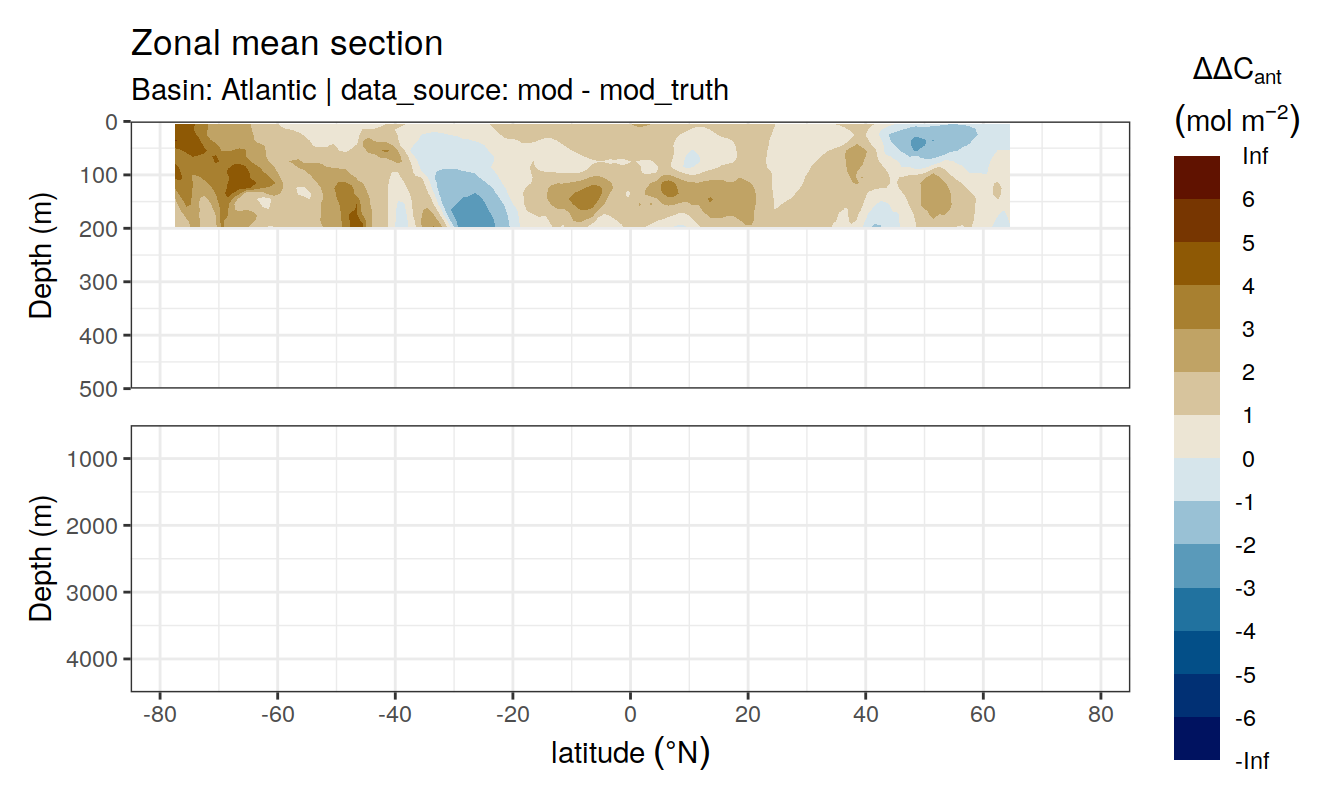 Zonal mean section
Basin: Atlantic | data_source: mod - mod_truth
ΔΔCant
(mol m−2)
Inf
6
5
4
3
2
1
0
-1
-2
-3
-4
-5
-6
-Inf
Depth (m)
0
100
200
300
400
500
Depth (m)
1000
2000
3000
4000
-80 -60 -40 -20 0 20 40 60 80
latitude (°N)